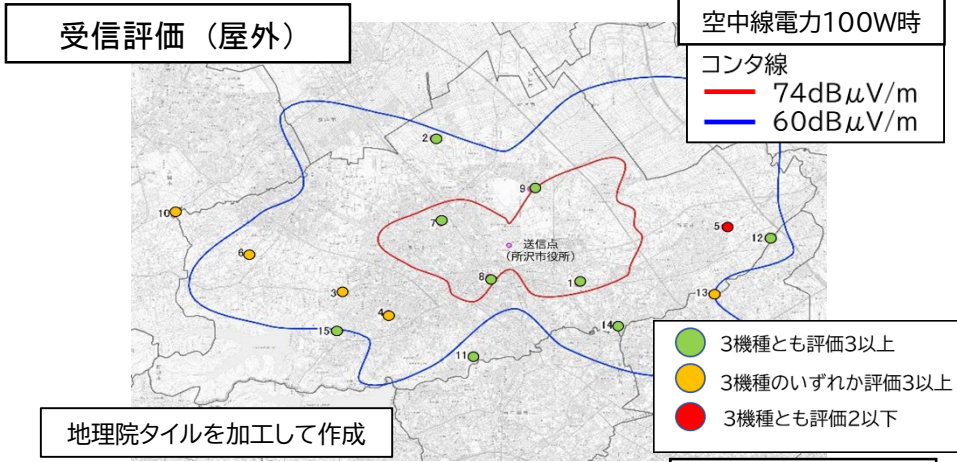 受信評価（屋外）
空中線電力100W時
コンタ線
74dBμV/m
60dBμV/m
2
9
10
7
5
12
送信点
(所沢市役所)
6
8
1
3
13
4
14
15
11
3機種とも評価3以上
3機種のいずれか評価3以上
3機種とも評価2以下
地理院タイルを加工して作成